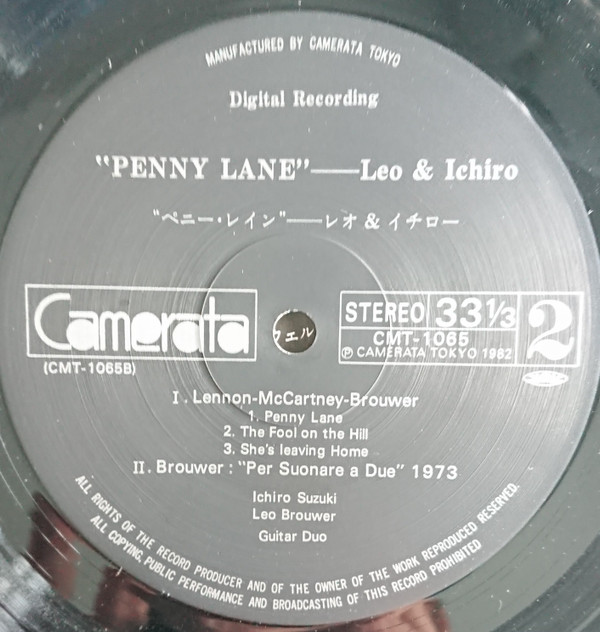 MANUFACTURED BY CAMERATA TOKYO
Digital Recording
"PENNY LANE"——Leo & Ichiro
"ペニー・レイン"——レオ & イチロー
Camerata
(CMT-1065B)
フェル
STEREO 33⅓ 2
CMT-1065
Ⓟ CAMERATA TOKYO 1982
I. Lennon-McCartney-Brouwer
1. Penny Lane
2. The Fool on the Hill
3. She's leaving Home
II. Brouwer : "Per Suonare a Due" 1973
Ichiro Suzuki
Leo Brouwer
Guitar Duo
ALL RIGHTS OF THE RECORD PRODUCER AND OF THE OWNER OF THE WORK REPRODUCED RESERVED.
ALL COPYING, PUBLIC PERFORMANCE AND BROADCASTING OF THIS RECORD PROHIBITED